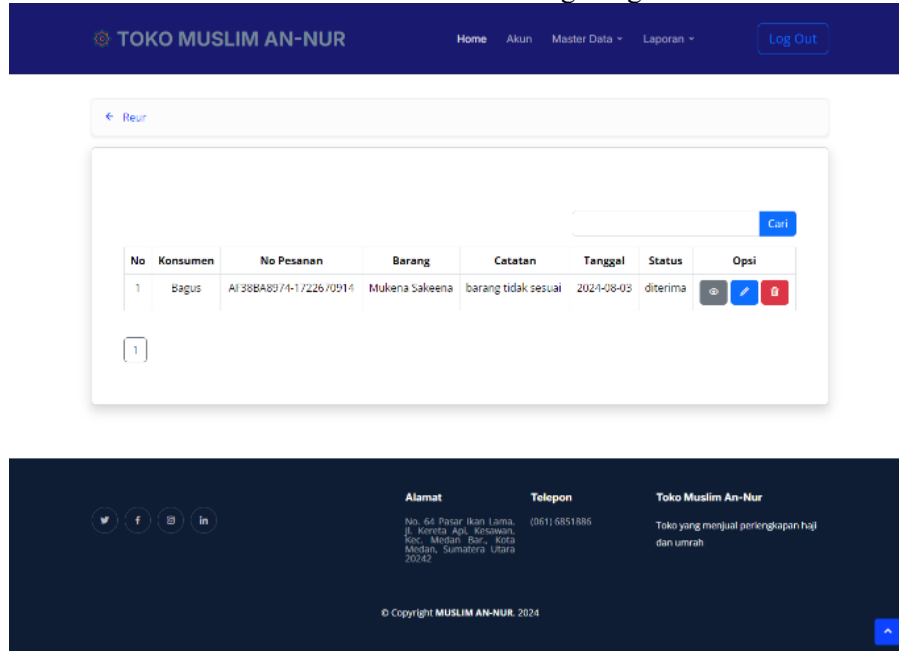 TOKO MUSLIM AN-NUR
Home Akun Master Data Laporan
Log Out
Reur
Cari
No Konsumen No Pesanan Barang Catatan Tanggal Status Opsi
1 Bagus AF38BA8974-1722670914 Mukena Sakeena barang tidak sesuai 2024-08-03 diterima
1
Alamat
No. 64 Pasar Ikan Lama,
Jl. Kereta Api, Kesawan,
Kec. Medan Bar., Kota
Medan, Sumatera Utara
20242
Telepon
(061) 6851886
Toko Muslim An-Nur
Toko yang menjual perlengkapan haji
dan umrah
© Copyright MUSLIM AN-NUR. 2024